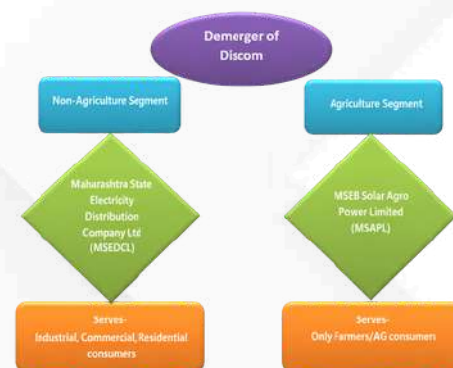 Demerger of
Discom
Non-Agriculture Segment
Agriculture Segment
Maharashtra State
Electricity
Distribution
Company Ltd
(MSEDCL)
MSEB Solar Agro
Power Limited
(MSAPL)
Serves-
Industrial, Commercial, Residential
consumers
Serves-
Only Farmers/AG consumers